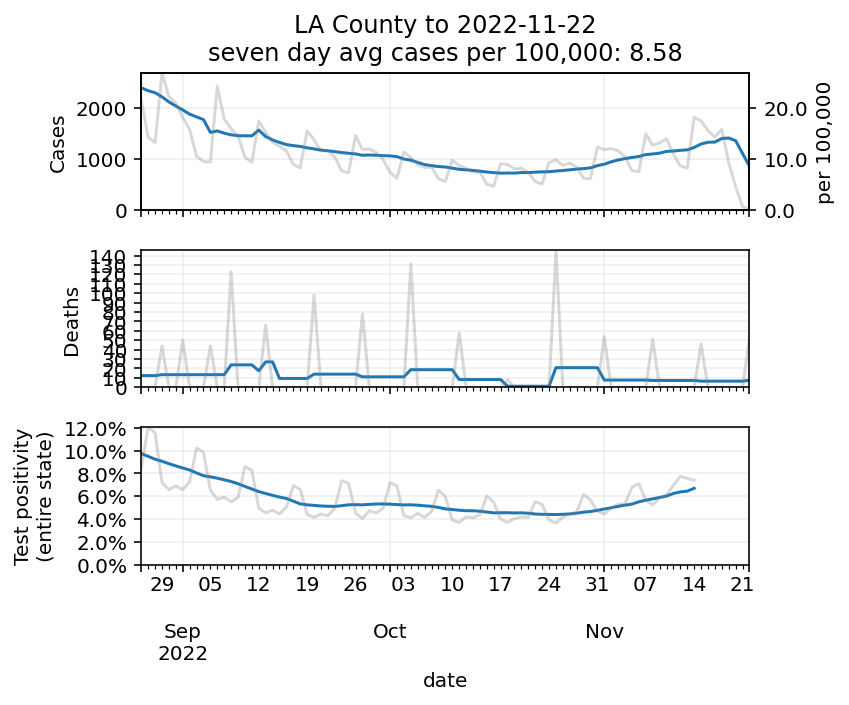 LA County to 2022-11-22
seven day avg cases per 100,000: 8.58
Cases
2000
1000
0
20.0
10.0
0.0
per 100,000
Deaths
140
130
120
110
100
90
80
70
60
50
40
30
20
10
0
Test positivity
(entire state)
12.0%
10.0%
8.0%
6.0%
4.0%
2.0%
0.0%
29 05 12 19 26 03 10 17 24 31 07 14 21
Sep Oct Nov
2022
date